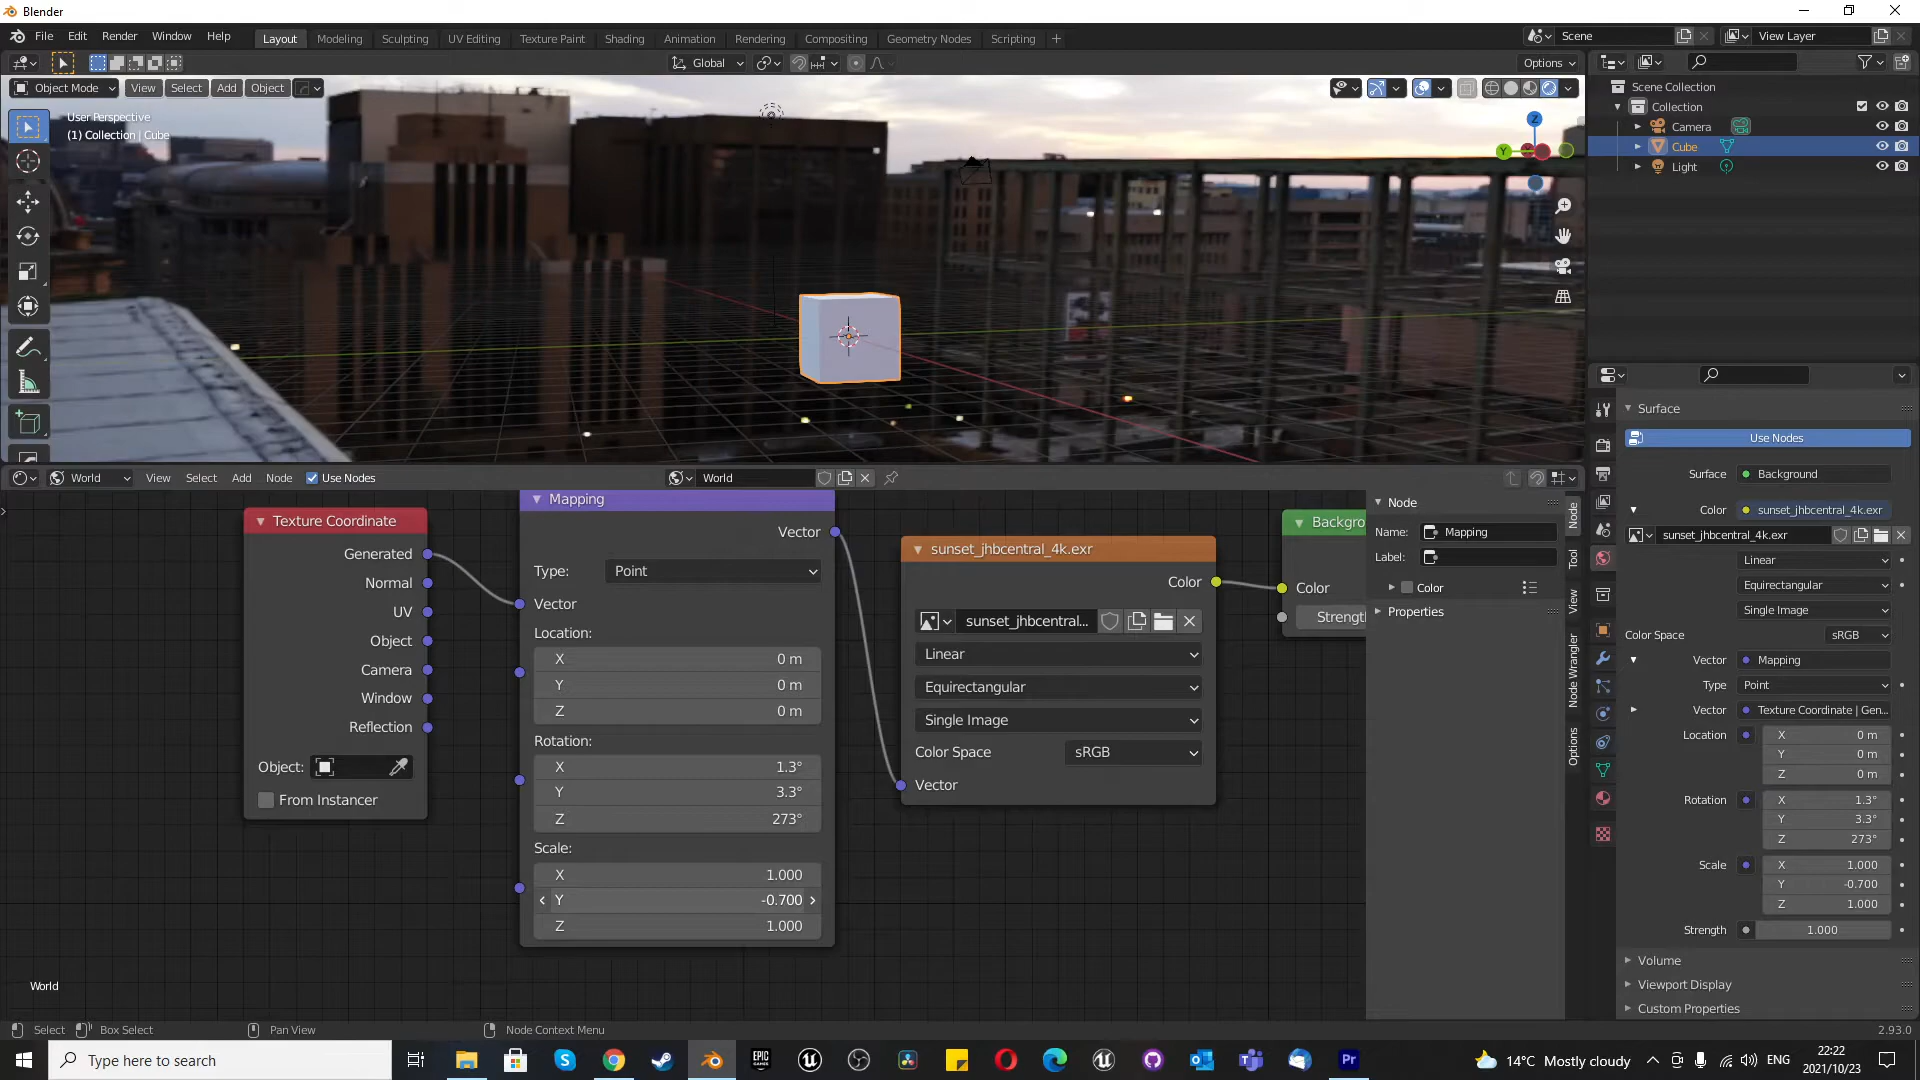 Blender
File Edit Render Window Help
Layout Modeling Sculpting UV Editing Texture Paint Shading Animation Rendering Compositing Geometry Nodes Scripting +
Scene
View Layer
Global
Options
Object Mode View Select Add Object
User Perspective
(1) Collection | Cube
Z
Y
Scene Collection
Collection
Camera
Cube
Light
World View Select Add Node Use Nodes
World
Texture Coordinate
Generated
Normal
UV
Object
Camera
Window
Reflection
Object:
From Instancer
Mapping
Vector
Type: Point
Vector
Location:
X 0 m
Y 0 m
Z 0 m
Rotation:
X 1.3°
Y 3.3°
Z 273°
Scale:
X 1.000
Y -0.700
Z 1.000
sunset_jhbcentral_4k.exr
Color
sunset_jhbcentral...
Linear
Equirectangular
Single Image
Color Space sRGB
Vector
Backgro
Color
Strengt
Node
Name: Mapping
Label:
Color
Properties
Node
Tool
View
Node Wrangler
Options
Surface
Use Nodes
Surface Background
Color sunset_jhbcentral_4k.exr
sunset_jhbcentral_4k.exr
Linear
Equirectangular
Single Image
Color Space sRGB
Vector Mapping
Type Point
Vector Texture Coordinate | Gen...
Location X 0 m
Y 0 m
Z 0 m
Rotation X 1.3°
Y 3.3°
Z 273°
Scale X 1.000
Y -0.700
Z 1.000
Strength 1.000
Volume
Viewport Display
Custom Properties
World
Select Box Select Pan View Node Context Menu
2.93.0
Type here to search
EPIC GAMES
Pr
14°C Mostly cloudy
ENG
22:22
2021/10/23